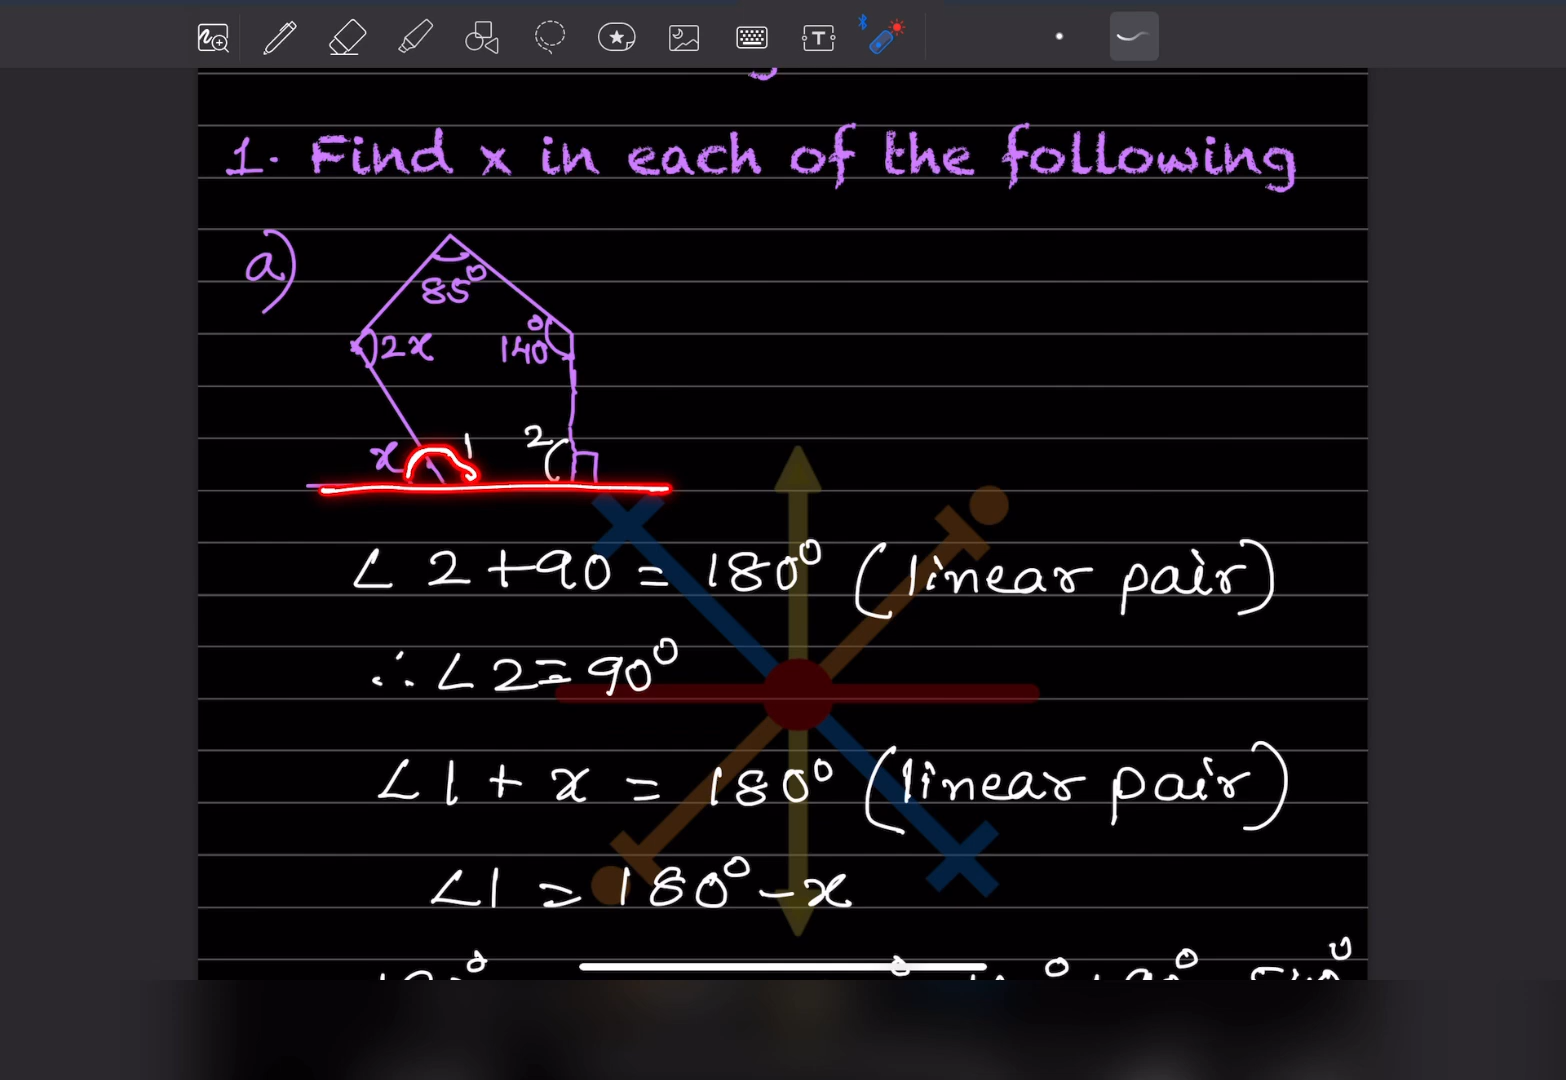 1. Find x in each of the following
a)
85°
2x
140°
x 1 2
∠2+90 = 180° (linear pair)
∴ ∠2 = 90°
∠1 + x = 180° (linear pair)
∠1 = 180° - x